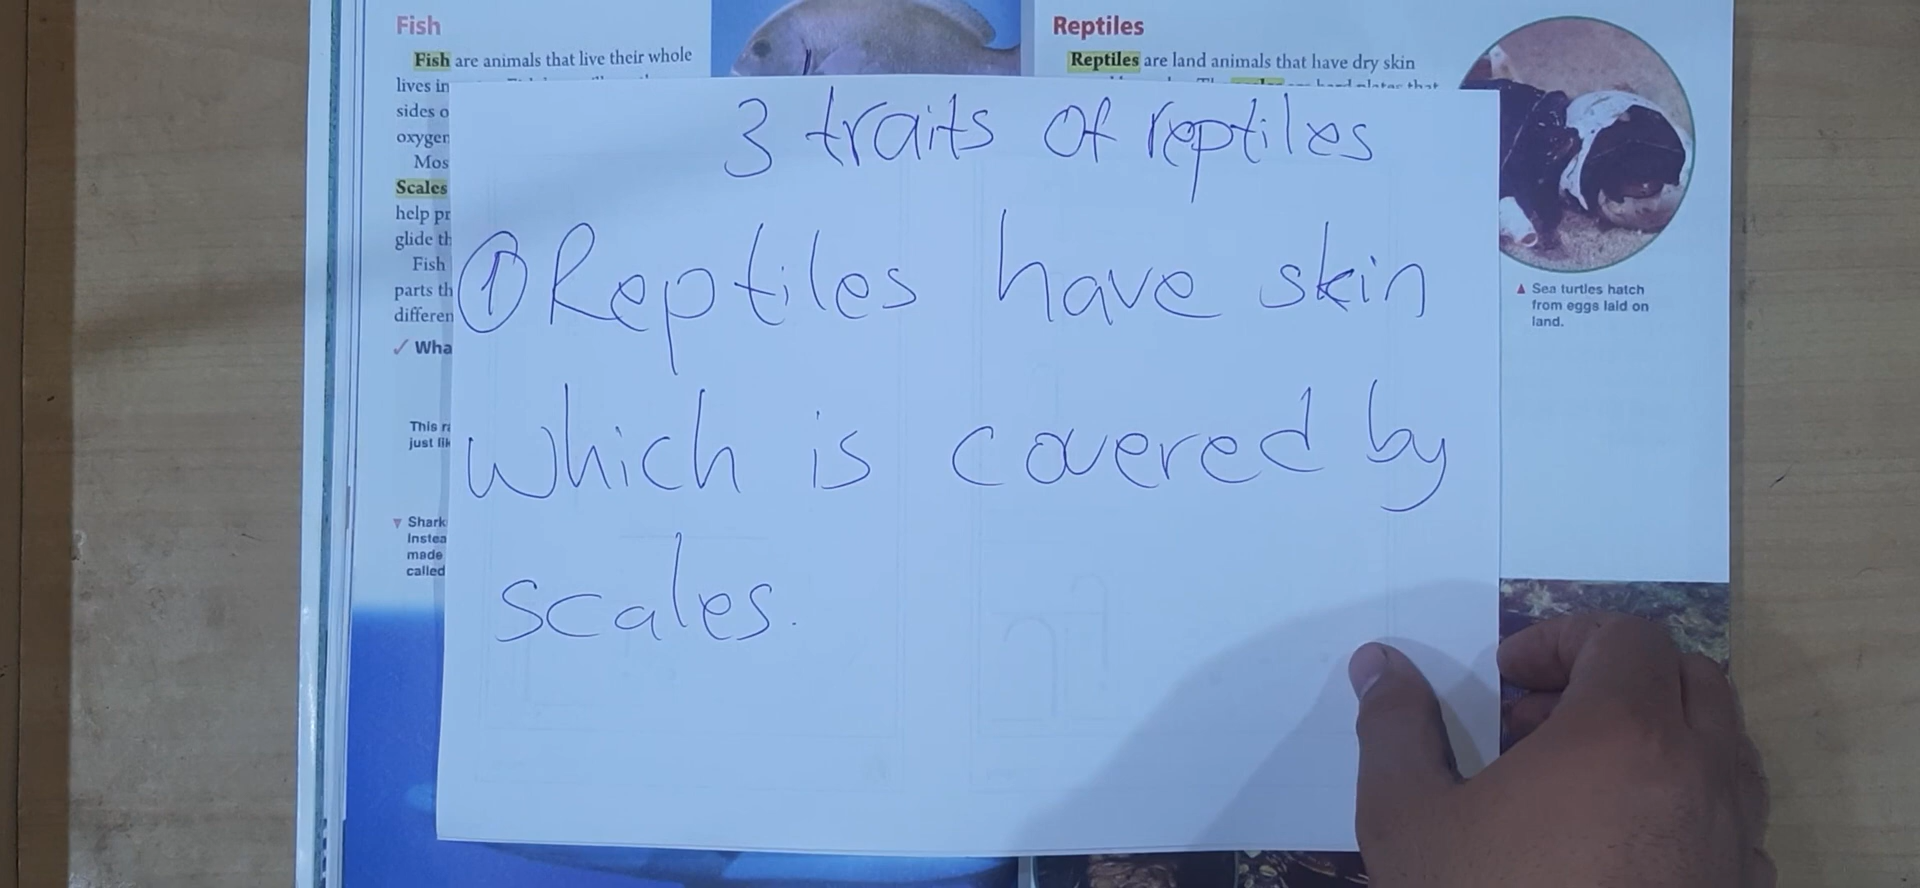 Fish
Fish are animals that live their whole
lives in
sides o
oxygen
Mos
Scales
help pr
glide th
Fish
parts th
differen
✓ Wha
This
just lik
▼ Shark
Instea
made
called
Reptiles
Reptiles are land animals that have dry skin
hard plates that
▲ Sea turtles hatch
from eggs laid on
land.
3 traits of reptiles
① Reptiles have skin
which is covered by
scales.